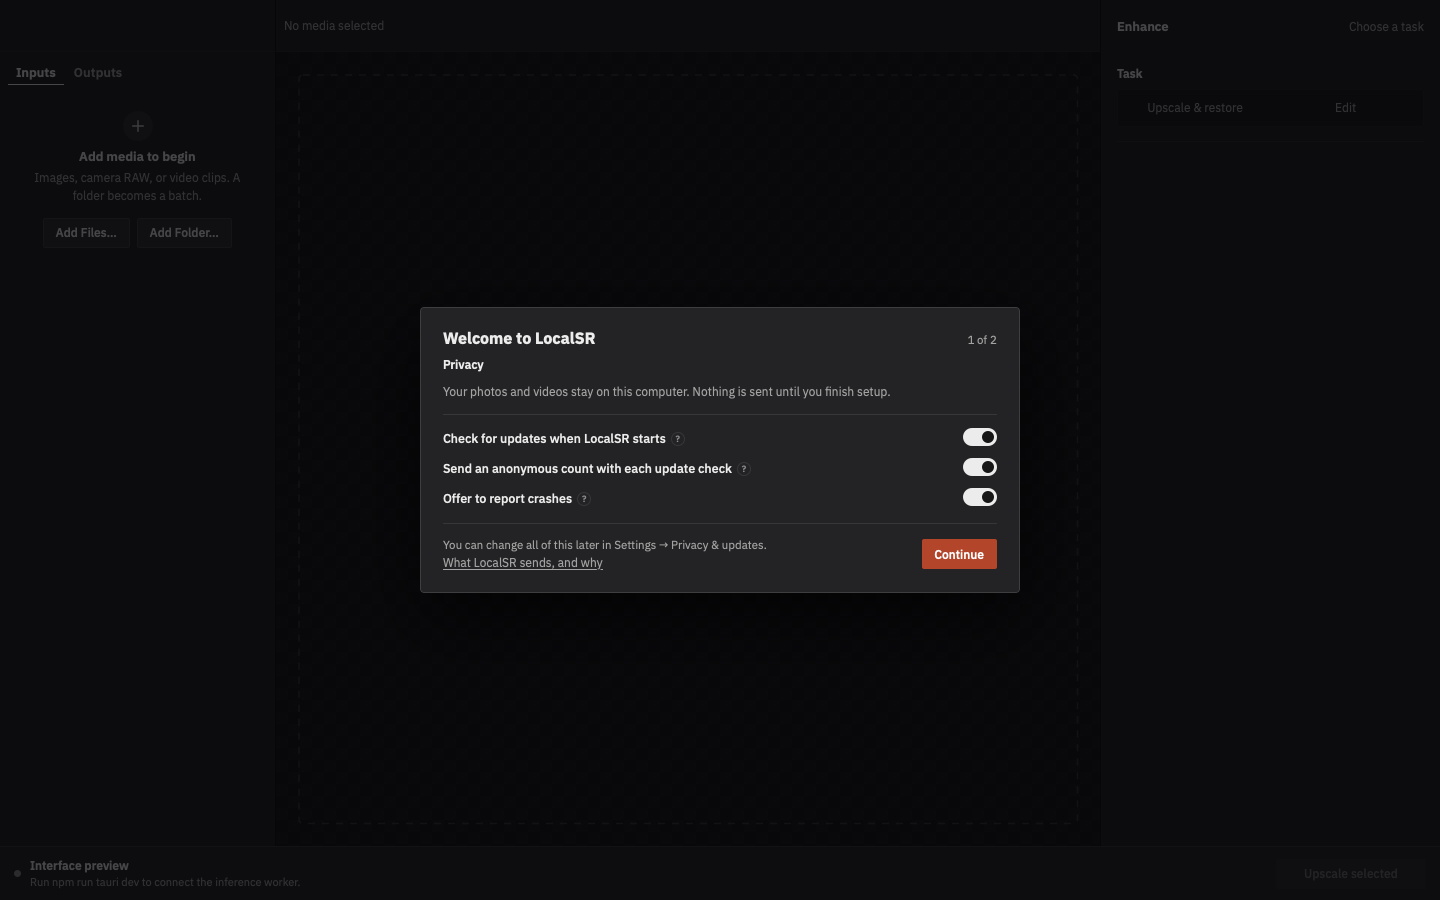 No media selected
Enhance
Choose a task
Inputs
Outputs
Task
Upscale & restore
Edit
Add media to begin
Images, camera RAW, or video clips. A
folder becomes a batch.
Add Files...
Add Folder...
Welcome to LocalSR
1 of 2
Privacy
Your photos and videos stay on this computer. Nothing is sent until you finish setup.
Check for updates when LocalSR starts ?
Send an anonymous count with each update check ?
Offer to report crashes ?
You can change all of this later in Settings → Privacy & updates.
What LocalSR sends, and why
Continue
Interface preview
Run npm run tauri dev to connect the inference worker.
Upscale selected